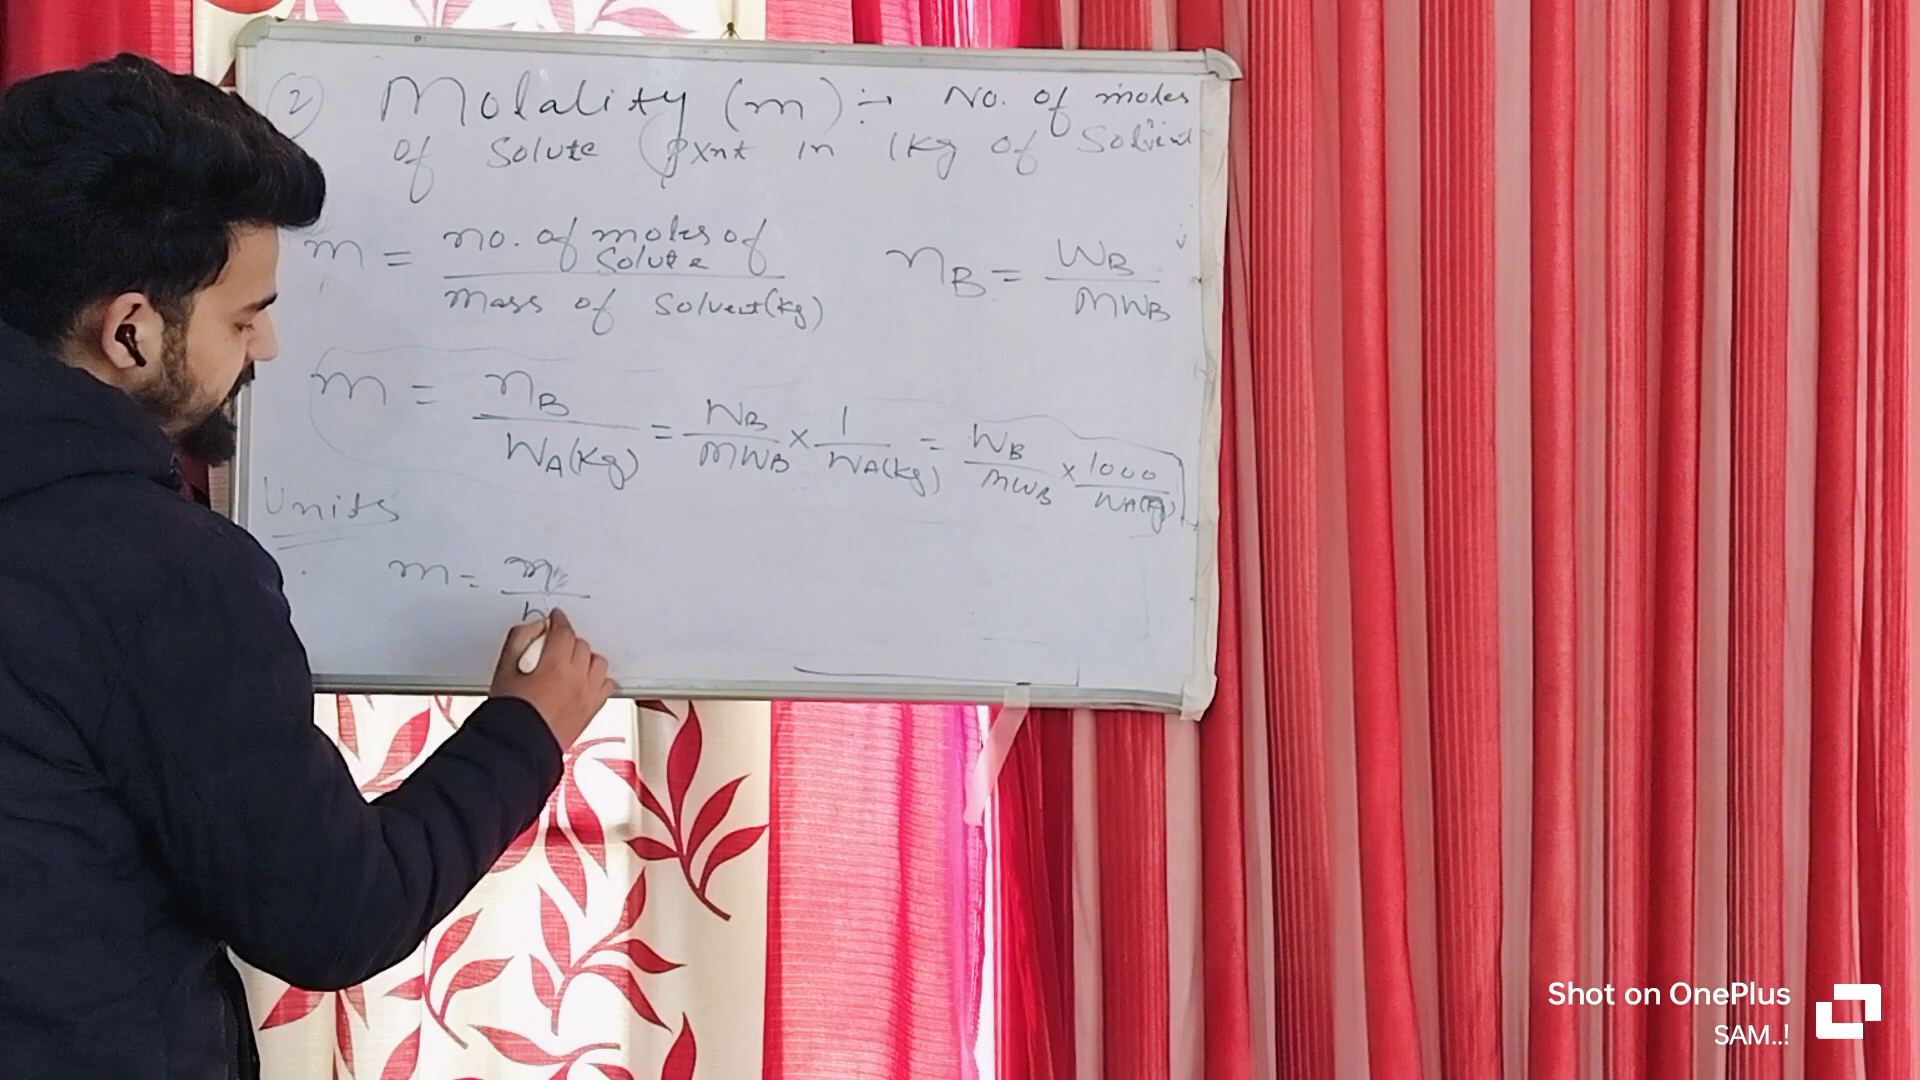 2 Molality (m) :- No. of moles
of Solute pxnt in 1kg of Solvent
m = no. of moles of Solute / mass of Solvent(kg)
nB = WB / MWB
m = nB / WA(Kg) = WB / MWB × 1 / WA(kg) = WB / MWB × 1000 / WA
Units
m =
Shot on OnePlus
SAM..!